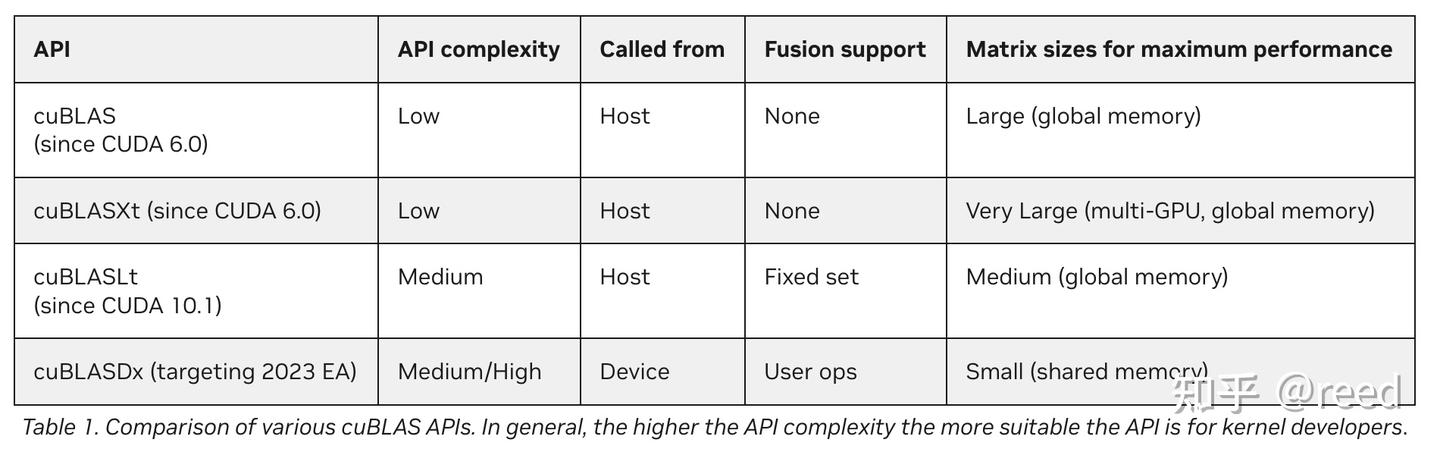 API API complexity Called from Fusion support Matrix sizes for maximum performance
cuBLAS Low Host None Large (global memory)
(since CUDA 6.0)
cuBLASXt (since CUDA 6.0) Low Host None Very Large (multi-GPU, global memory)
cuBLASLt Medium Host Fixed set Medium (global memory)
(since CUDA 10.1)
cuBLASDx (targeting 2023 EA) Medium/High Device User ops Small (shared memory)
知乎 @reed
Table 1. Comparison of various cuBLAS APIs. In general, the higher the API complexity the more suitable the API is for kernel developers.